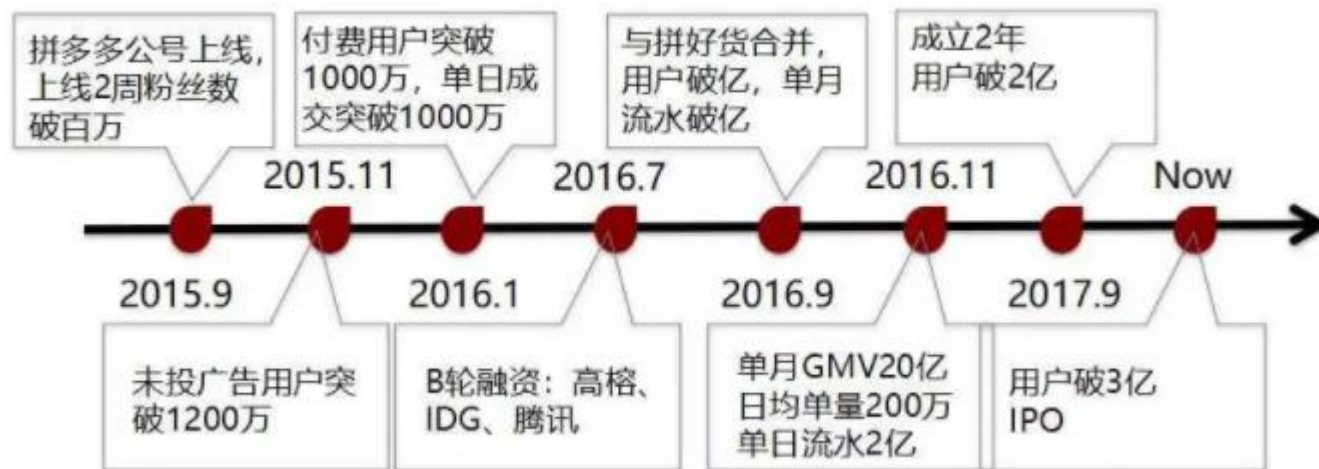 拼多多公号上线，
上线2周粉丝数
破百万
付费用户突破
1000万，单日成
交突破1000万
与拼好货合并，
用户破亿，单月
流水破亿
成立2年
用户破2亿
2015.11
2016.7
2016.11
Now
2015.9
2016.1
2016.9
2017.9
未投广告用户突
破1200万
B轮融资：高榕、
IDG、腾讯
单月GMV20亿
日均单量200万
单日流水2亿
用户破3亿
IPO